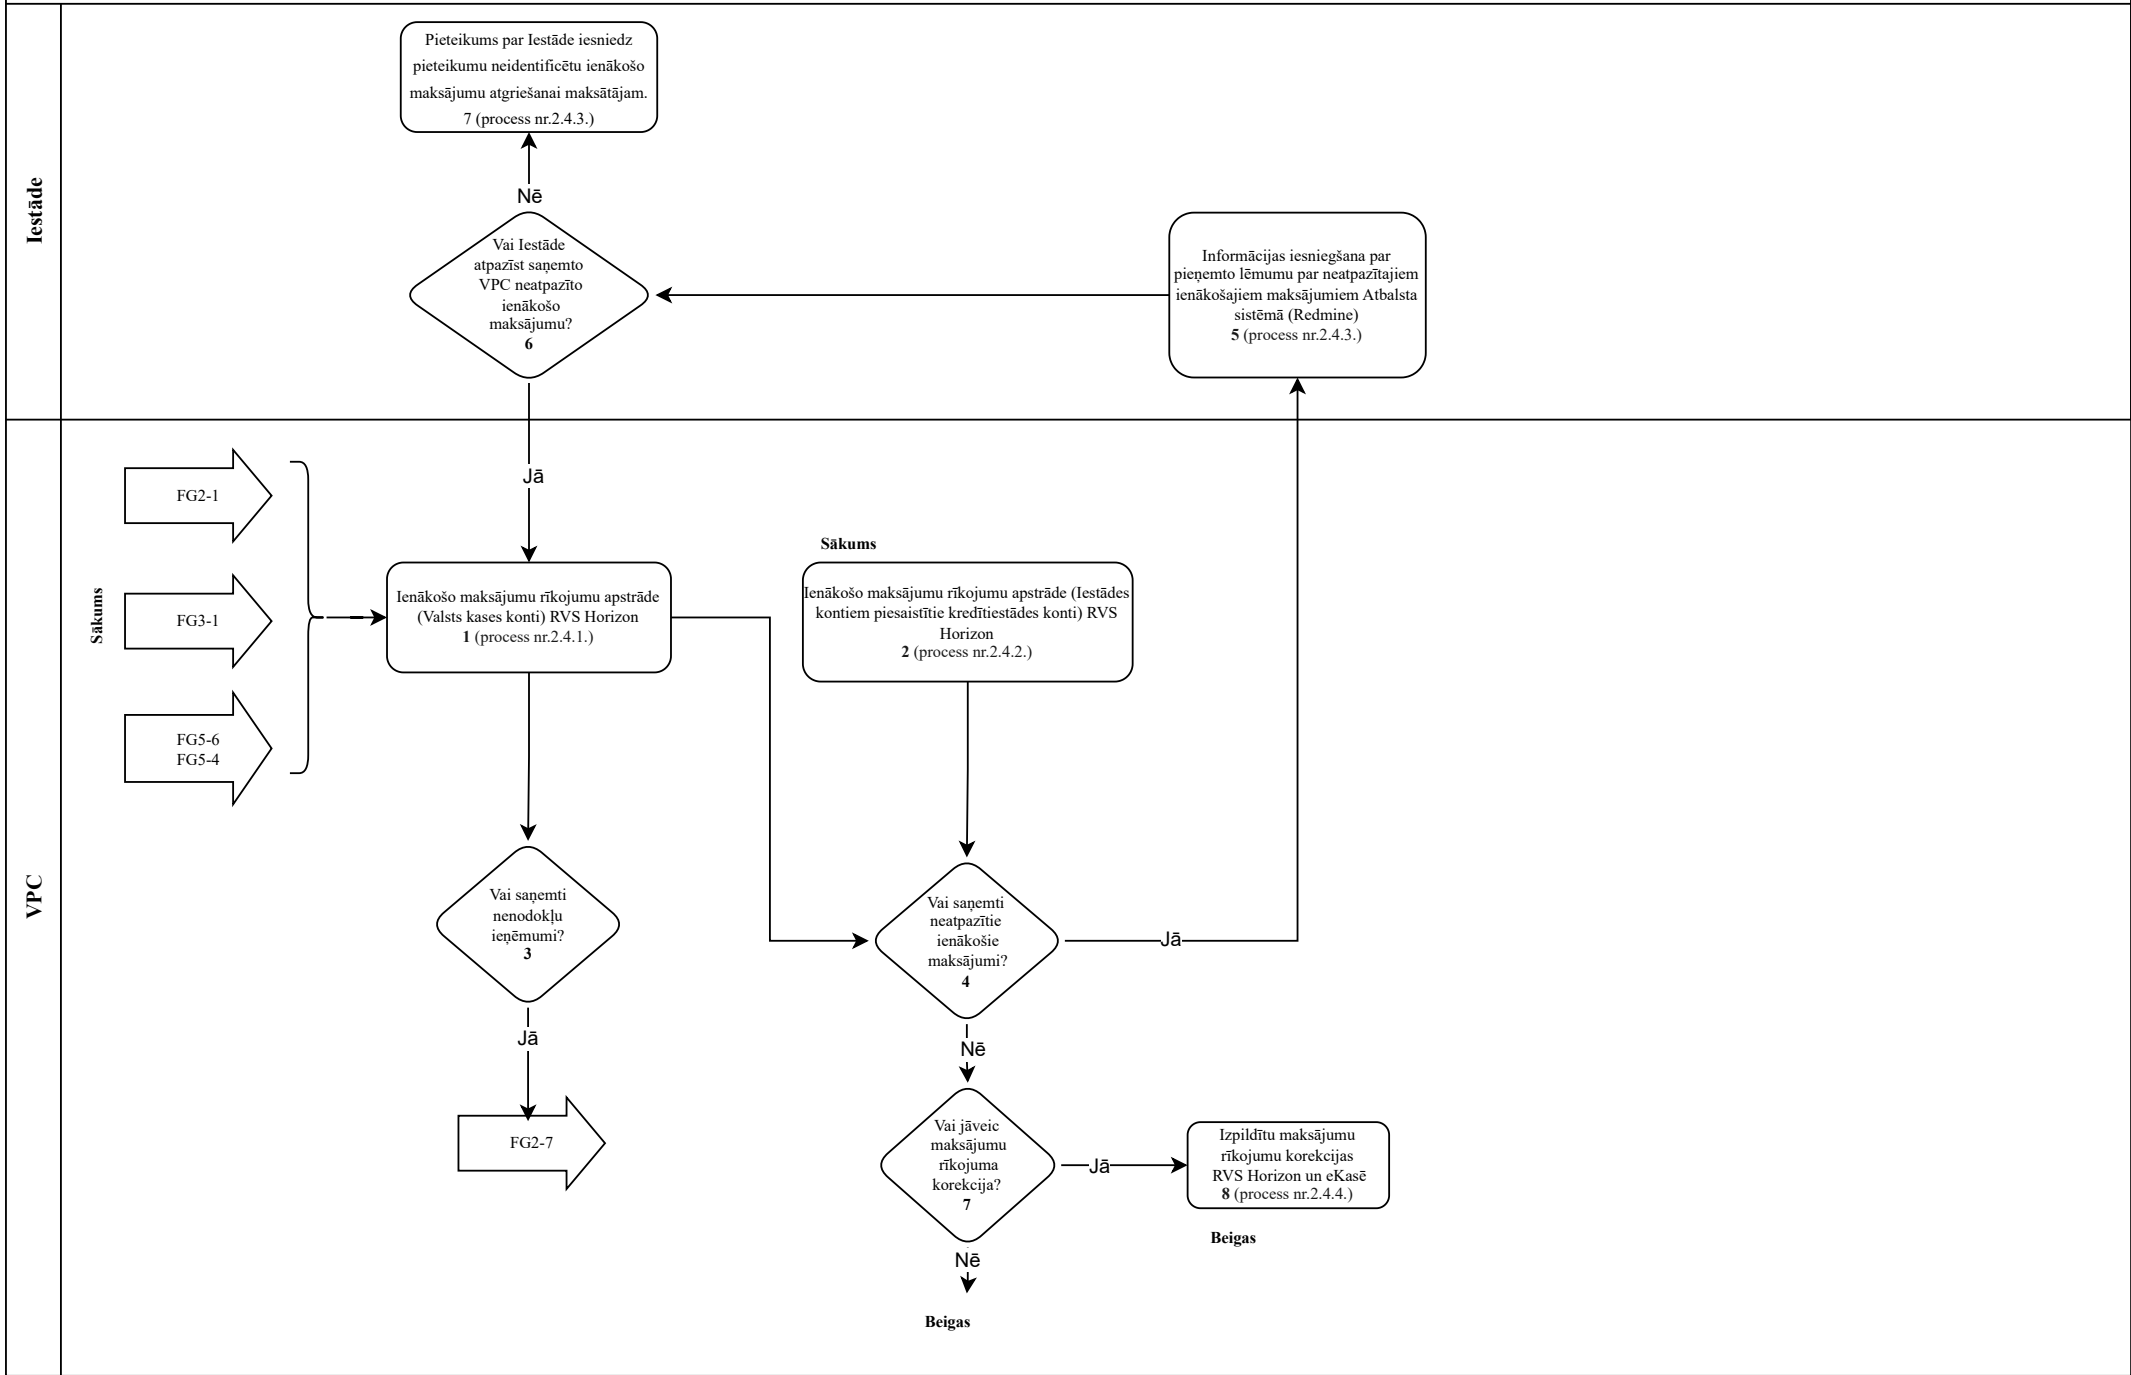 Iestāde
Pieteikums par Iestāde iesniedz
pieteikumu neidentificētu ienākošo
maksājumu atgriešanai maksātājam.
7 (process nr.2.4.3.)
Nē
Vai Iestāde
atpazīst saņemto
VPC neatpazīto
ienākošo
maksājumu?
6
Informācijas iesniegšana par
pieņemto lēmumu par neatpazītajiem
ienākošajiem maksājumiem Atbalsta
sistēmā (Redmine)
5 (process nr.2.4.3.)
Jā
VPC
Sākums
FG2-1
FG3-1
FG5-6
FG5-4
Ienākošo maksājumu rīkojumu apstrāde
(Valsts kases konti) RVS Horizon
1 (process nr.2.4.1.)
Sākums
Ienākošo maksājumu rīkojumu apstrāde (Iestādes
kontiem piesaistītie kredītiestādes konti) RVS
Horizon
2 (process nr.2.4.2.)
Vai saņemti
nenodokļu
ieņēmumi?
3
Jā
FG2-7
Vai saņemti
neatpazītie
ienākošie
maksājumi?
4
Jā
Nē
Vai jāveic
maksājumu
rīkojuma
korekcija?
7
Jā
Izpildītu maksājumu
rīkojumu korekcijas
RVS Horizon un eKasē
8 (process nr.2.4.4.)
Beigas
Nē
Beigas